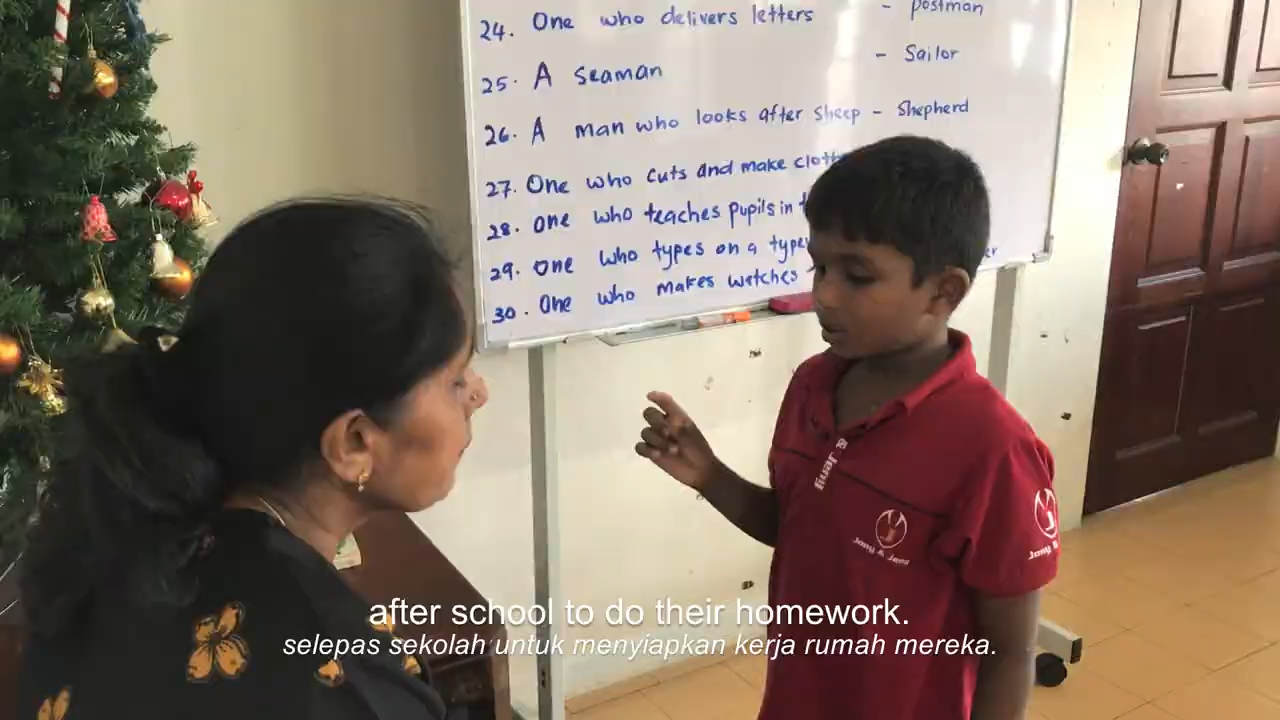 24. One who delivers letters - postman
25. A seaman - Sailor
26. A man who looks after sheep - Shepherd
27. One who cuts and make
28. one who teaches pupils in
29. one who types on a
30. One who makes watches
after school to do their homework.
selepas sekolah untuk menyiapkan kerja rumah mereka.